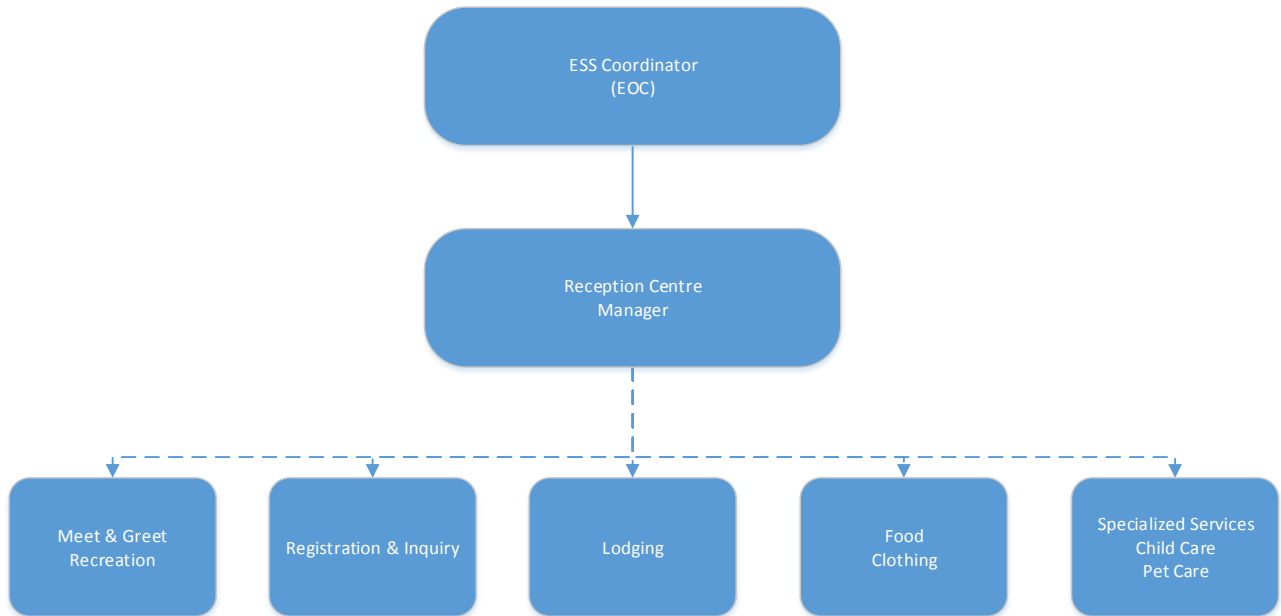 ESS Coordinator
(EOC)
Reception Centre
Manager
Meet & Greet
Recreation
Registration & Inquiry
Lodging
Food
Clothing
Specialized Services
Child Care
Pet Care